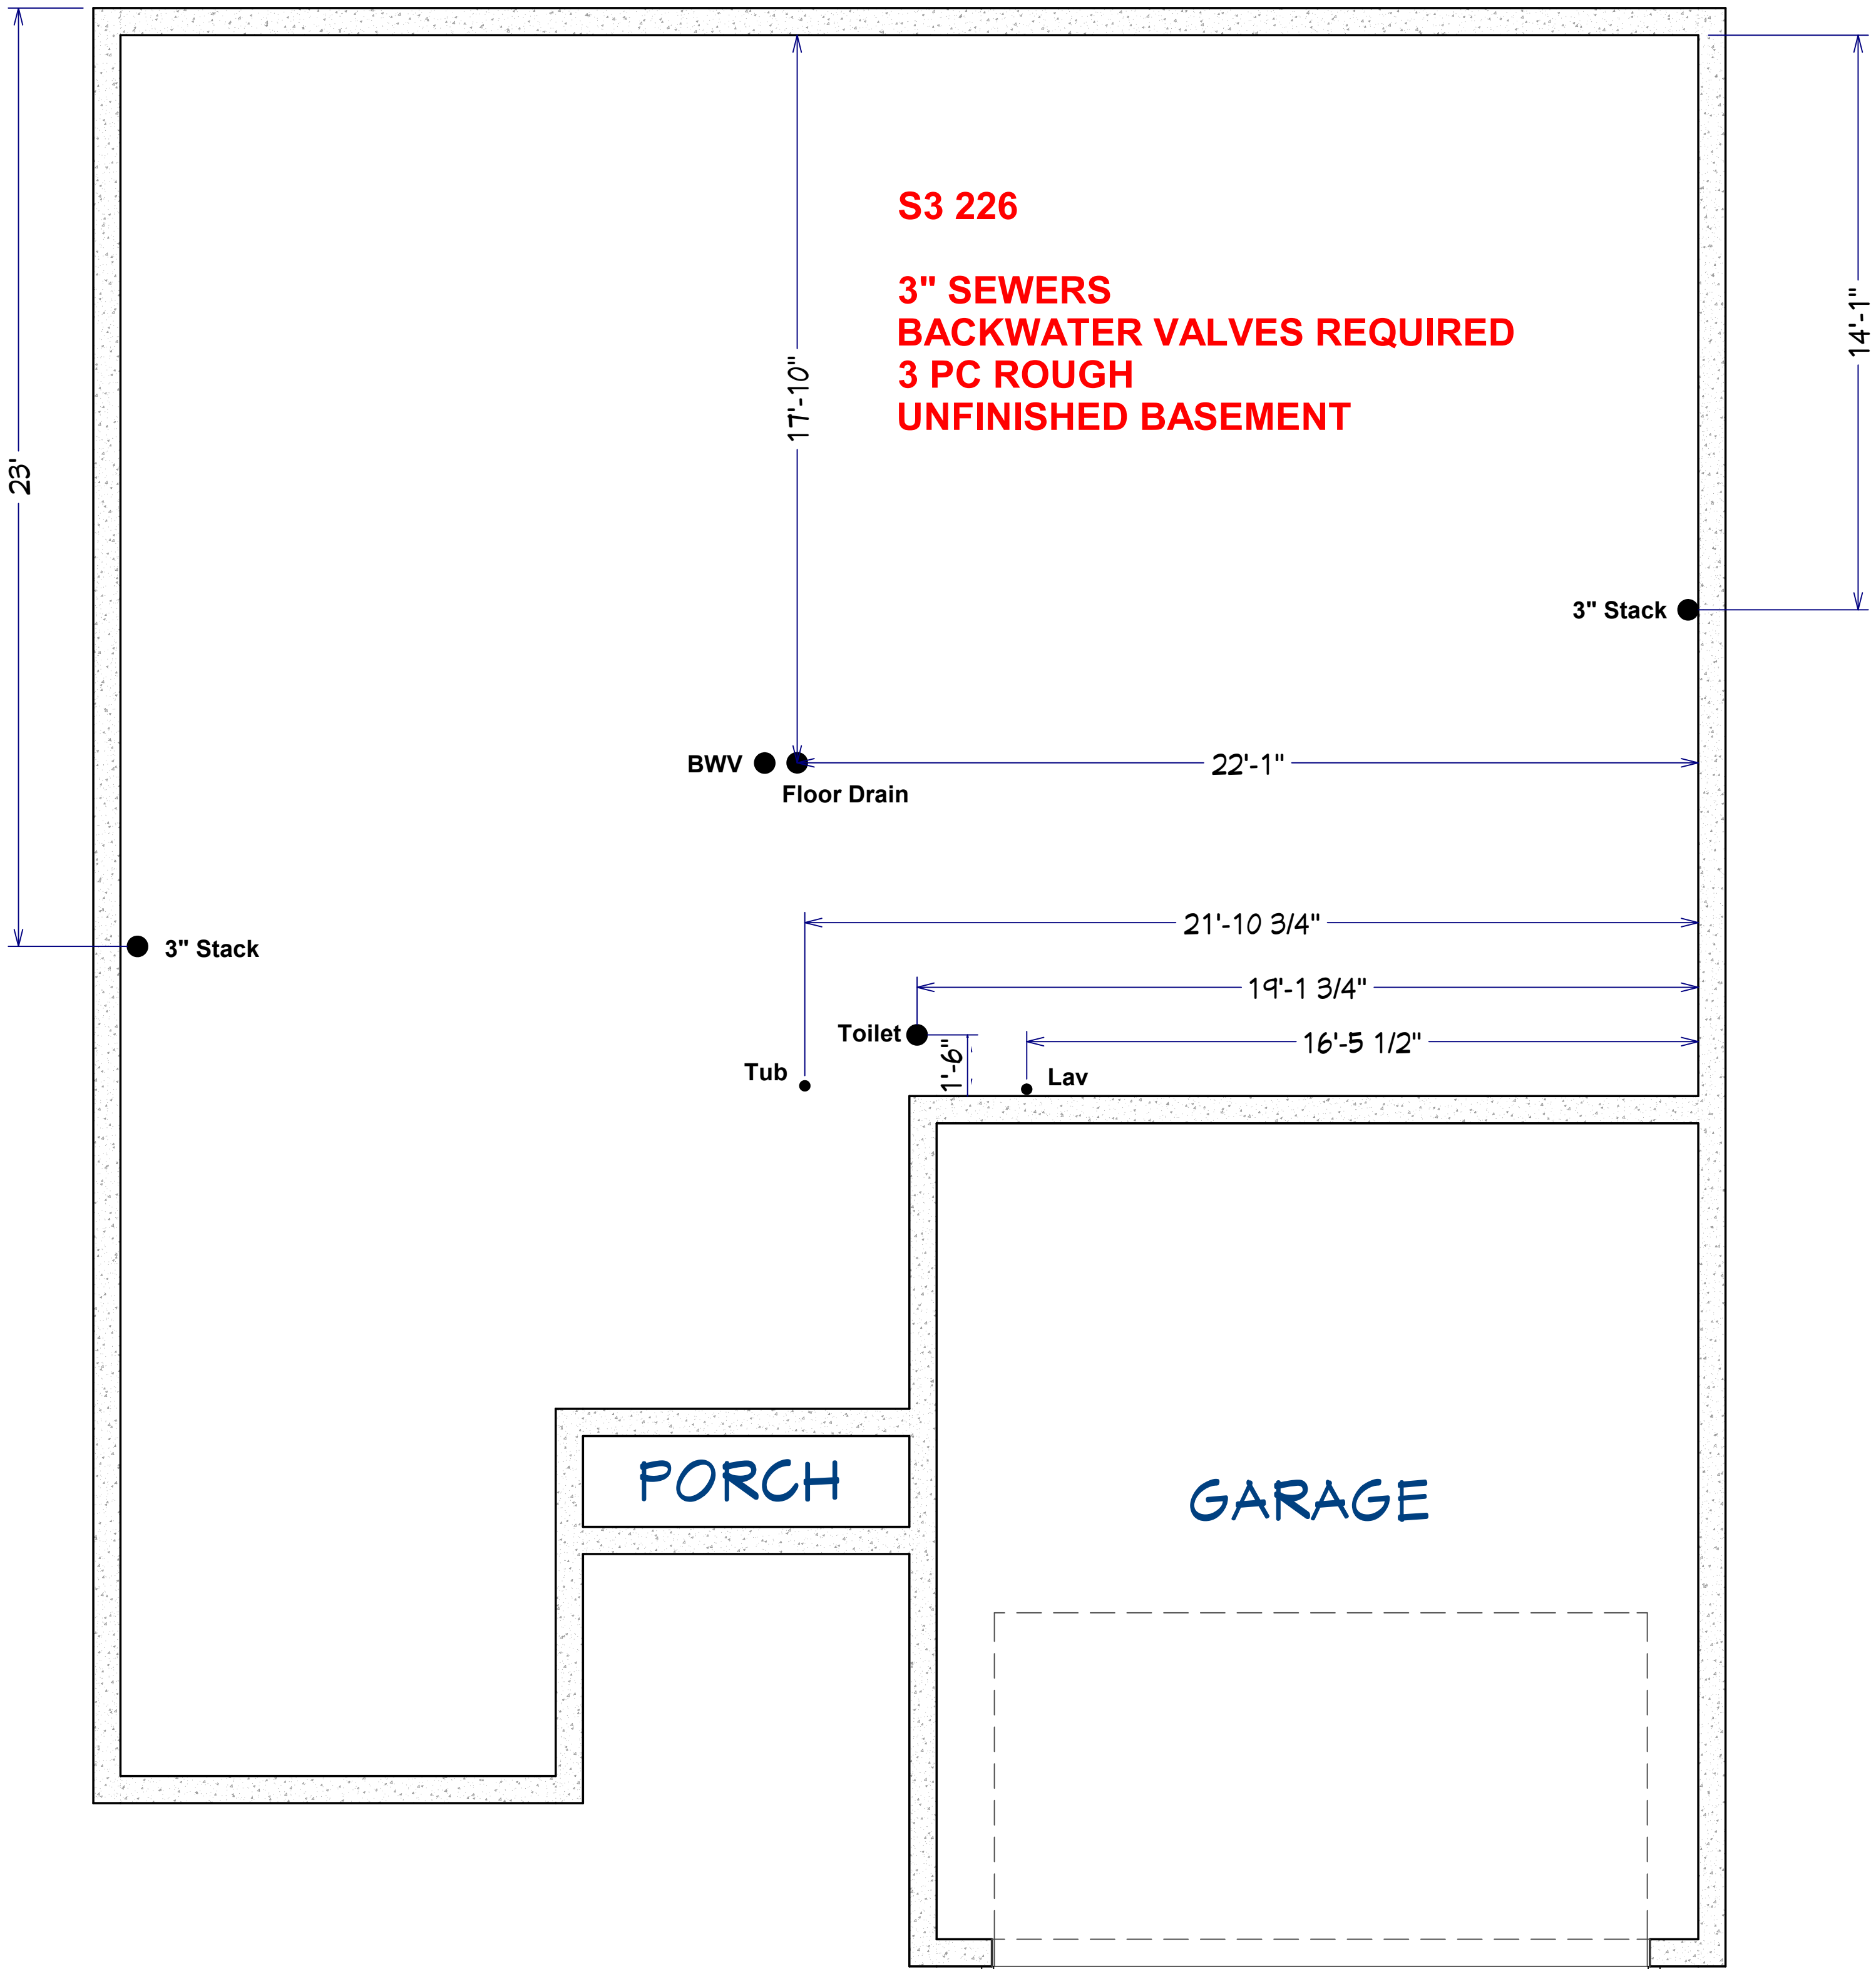 S3 226
3" SEWERS
BACKWATER VALVES REQUIRED
3 PC ROUGH
UNFINISHED BASEMENT
14'-1"
17'-10"
23'
3" Stack
BWV
22'-1"
Floor Drain
21'-10 3/4"
3" Stack
19'-1 3/4"
Toilet
16'-5 1/2"
1'-6"
Tub
Lav
PORCH
GARAGE